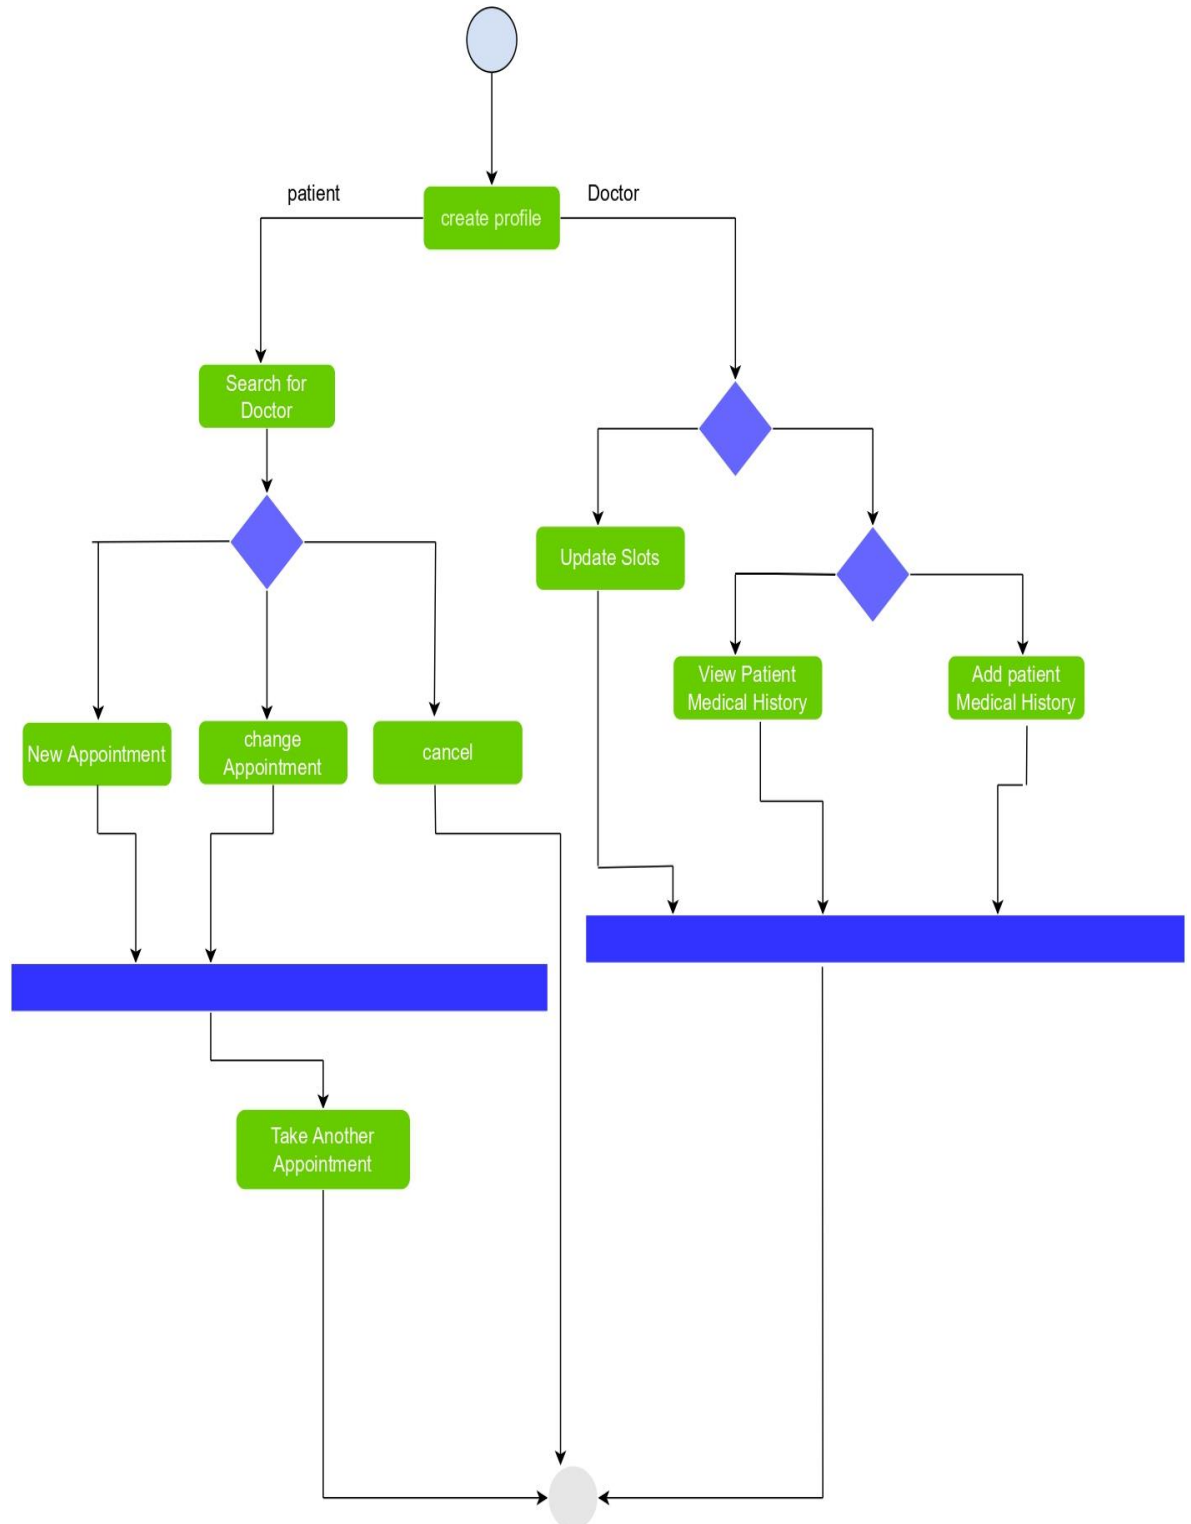 patient
Doctor
create profile
Search for
Doctor
Update Slots
View Patient
Medical History
Add patient
Medical History
New Appointment
change
Appointment
cancel
Take Another
Appointment